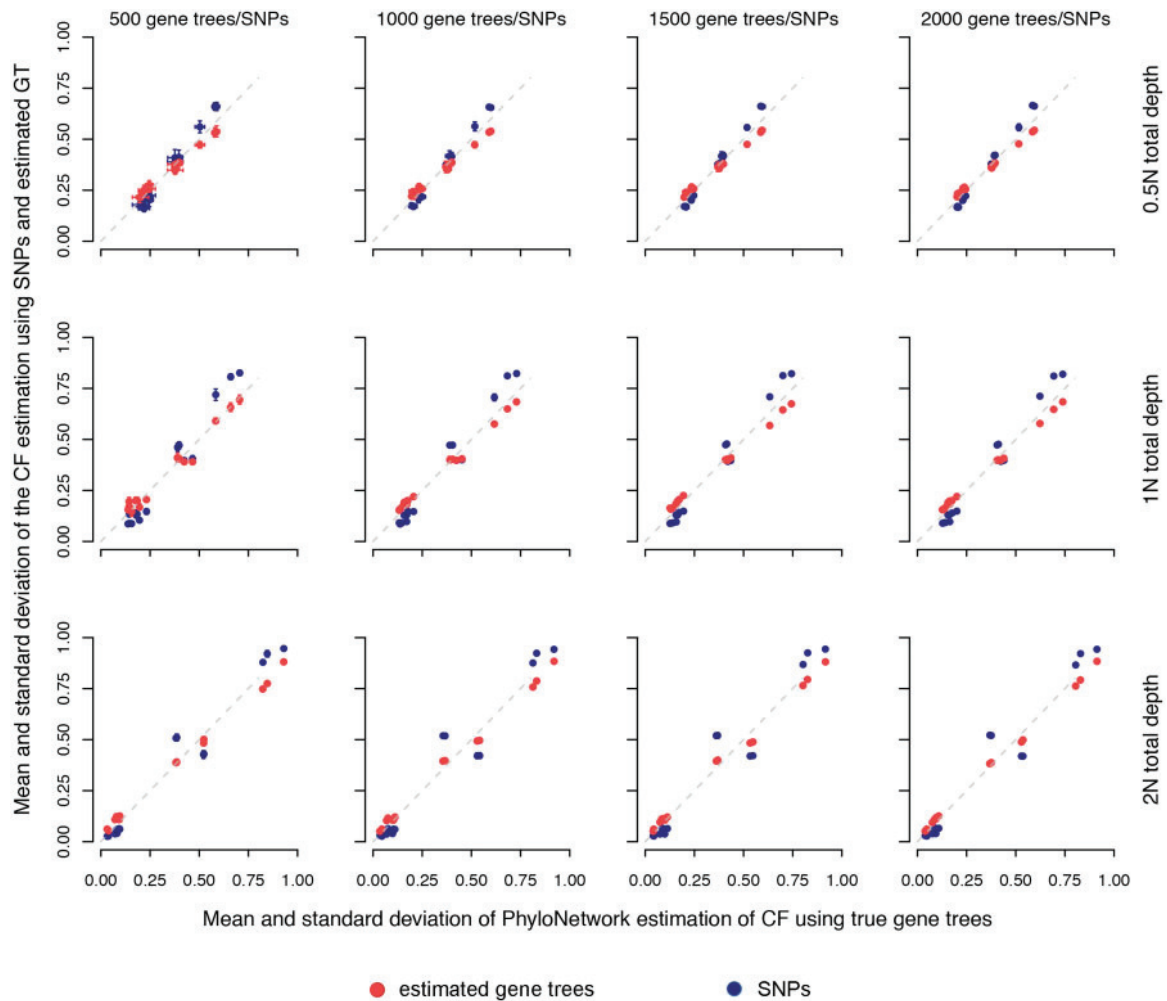 500 gene trees/SNPs 1000 gene trees/SNPs 1500 gene trees/SNPs 2000 gene trees/SNPs
Mean and standard deviation of the CF estimation using SNPs and estimated GT
1.00
0.75
0.50
0.25
0.00
0.5N total depth
1.00
0.75
0.50
0.25
0.00
1N total depth
1.00
0.75
0.50
0.25
0.00
2N total depth
0.00 0.25 0.50 0.75 1.00 0.00 0.25 0.50 0.75 1.00 0.00 0.25 0.50 0.75 1.00 0.00 0.25 0.50 0.75 1.00
Mean and standard deviation of PhyloNetwork estimation of CF using true gene trees
estimated gene trees SNPs